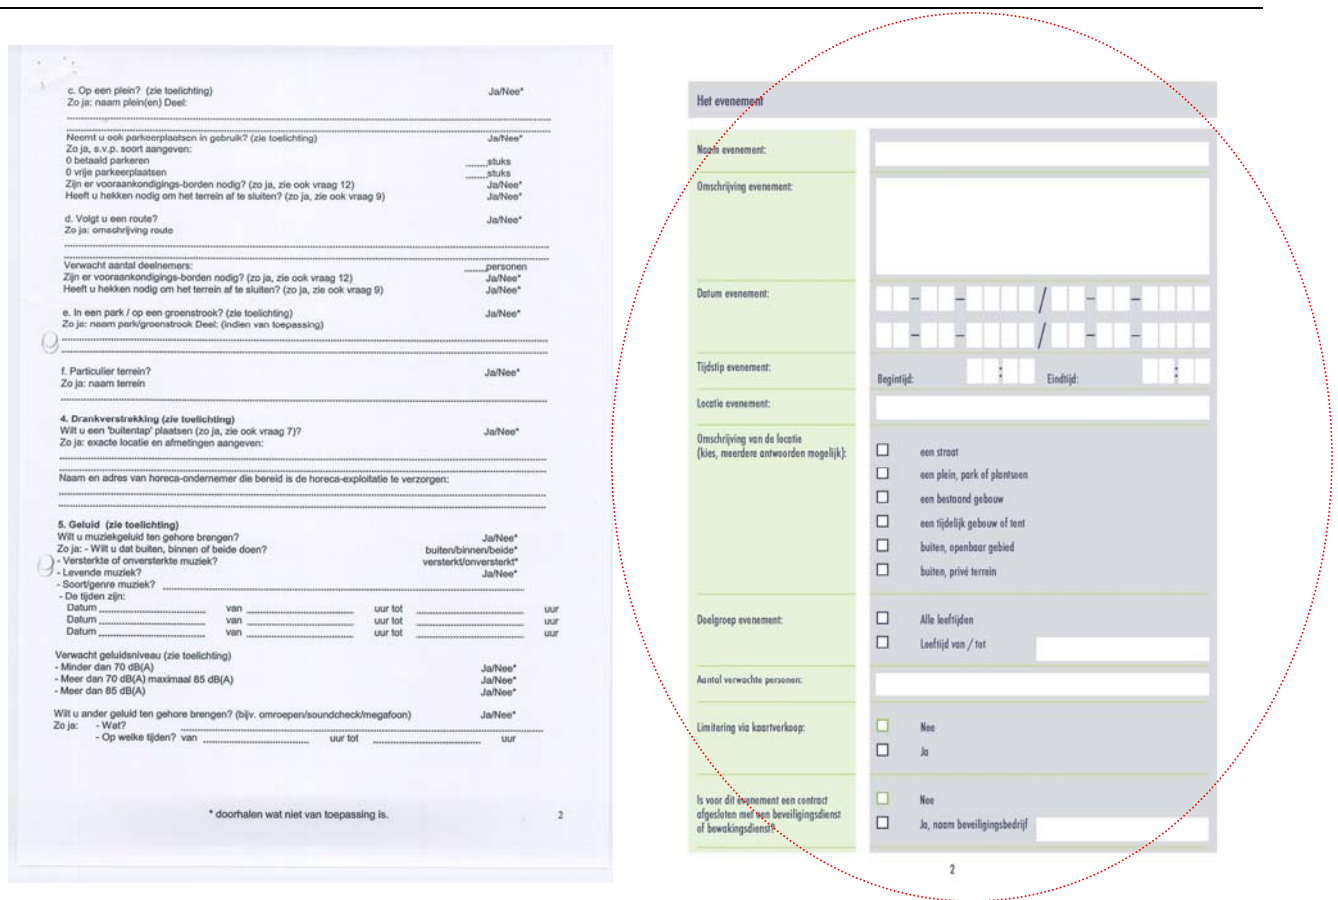 c. Op een plein? (zie toelichting) Ja/Nee*
Zo ja: naam plein(en) Deel:
Neemt u ook parkeerplaatsen in gebruik? (zie toelichting) Ja/Nee*
Zo ja, s.v.p. soort aangeven:
0 betaald parkeren ......stuks
0 vrije parkeerplaatsen ......stuks
Zijn er vooraankondigings-borden nodig? (zo ja, zie ook vraag 12) Ja/Nee*
Heeft u hekken nodig om het terrein af te sluiten? (zo ja, zie ook vraag 9) Ja/Nee*
d. Volgt u een route? Ja/Nee*
Zo ja: omschrijving route
Verwacht aantal deelnemers: ......personen
Zijn er vooraankondigings-borden nodig? (zo ja, zie ook vraag 12) Ja/Nee*
Heeft u hekken nodig om het terrein af te sluiten? (zo ja, zie ook vraag 9) Ja/Nee*
e. In een park / op een groenstrook? (zie toelichting) Ja/Nee*
Zo ja: naam park/groenstrook Deel: (indien van toepassing)
f. Particulier terrein? Ja/Nee*
Zo ja: naam terrein
4. Drankverstrekking (zie toelichting)
Wilt u een 'buitentap' plaatsen (zo ja, zie ook vraag 7)? Ja/Nee*
Zo ja: exacte locatie en afmetingen aangeven:
Naam en adres van horeca-ondernemer die bereid is de horeca-exploitatie te verzorgen:
5. Geluid (zie toelichting)
Wilt u muziekgeluid ten gehore brengen? Ja/Nee*
Zo ja: - Wilt u dat buiten, binnen of beide doen? buiten/binnen/beide*
- Versterkte of onversterkte muziek? versterkt/onversterkt*
- Levende muziek? Ja/Nee*
- Soort/genre muziek?
- De tijden zijn:
Datum van uur tot uur
Datum van uur tot uur
Datum van uur tot uur
Verwacht geluidsniveau (zie toelichting)
- Minder dan 70 dB(A) Ja/Nee*
- Meer dan 70 dB(A) maximaal 85 dB(A) Ja/Nee*
- Meer dan 85 dB(A) Ja/Nee*
Wilt u ander geluid ten gehore brengen? (bijv. omroepen/soundcheck/megafoon) Ja/Nee*
Zo ja: - Wat?
- Op welke tijden? van uur tot uur
* doorhalen wat niet van toepassing is. 2
Het evenement
Naam evenement:
Omschrijving evenement:
Datum evenement:
Tijdstip evenement: Begintijd: : Eindtijd: :
Locatie evenement:
Omschrijving van de locatie
(kies, meerdere antwoorden mogelijk):
een straat
een plein, park of plantsoen
een bestaand gebouw
een tijdelijk gebouw of tent
buiten, openbaar gebied
buiten, privé terrein
Doelgroep evenement: Alle leeftijden
Leeftijd van / tot
Aantal verwachte personen:
Limitering via kaartverkoop: Nee
Ja
Is voor dit evenement een contract
afgesloten met een beveiligingsdienst
of bewakingsdienst?
Nee
Ja, naam beveiligingsbedrijf
2